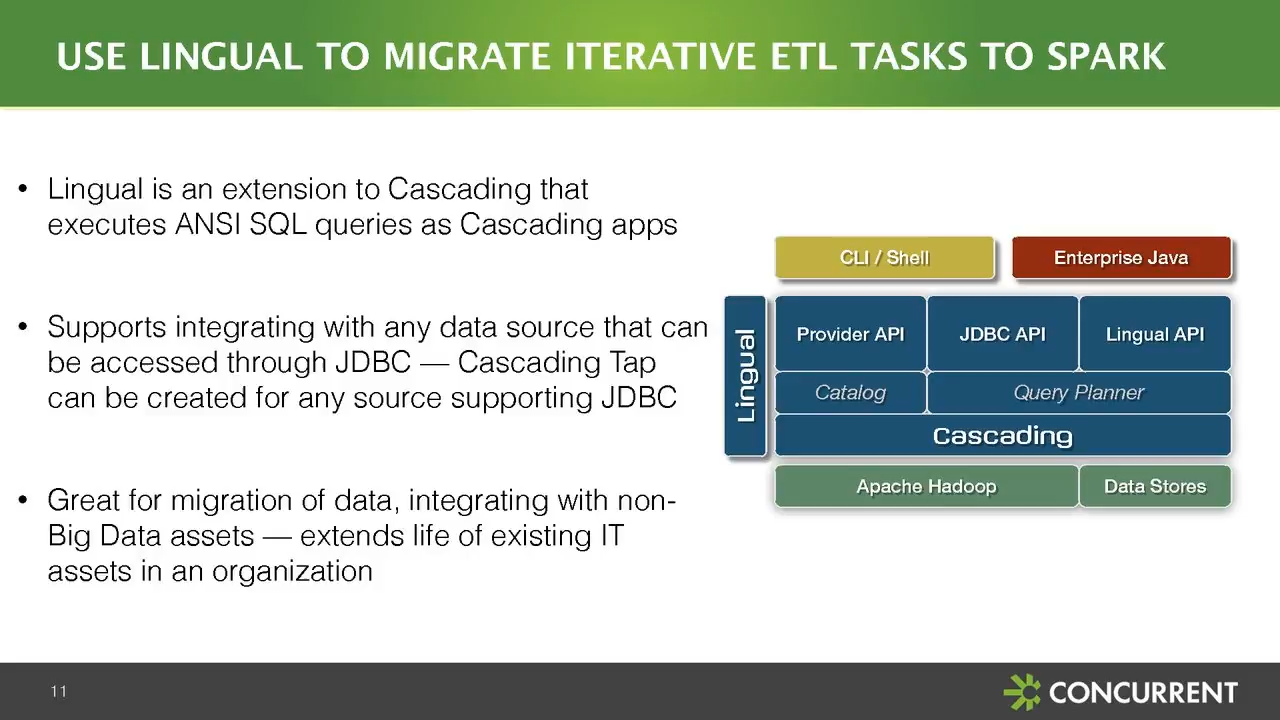 USE LINGUAL TO MIGRATE ITERATIVE ETL TASKS TO SPARK
• Lingual is an extension to Cascading that
executes ANSI SQL queries as Cascading apps
• Supports integrating with any data source that can
be accessed through JDBC — Cascading Tap
can be created for any source supporting JDBC
• Great for migration of data, integrating with non-
Big Data assets — extends life of existing IT
assets in an organization
CLI / Shell
Enterprise Java
Lingual
Provider API
JDBC API
Lingual API
Catalog
Query Planner
Cascading
Apache Hadoop
Data Stores
11
CONCURRENT